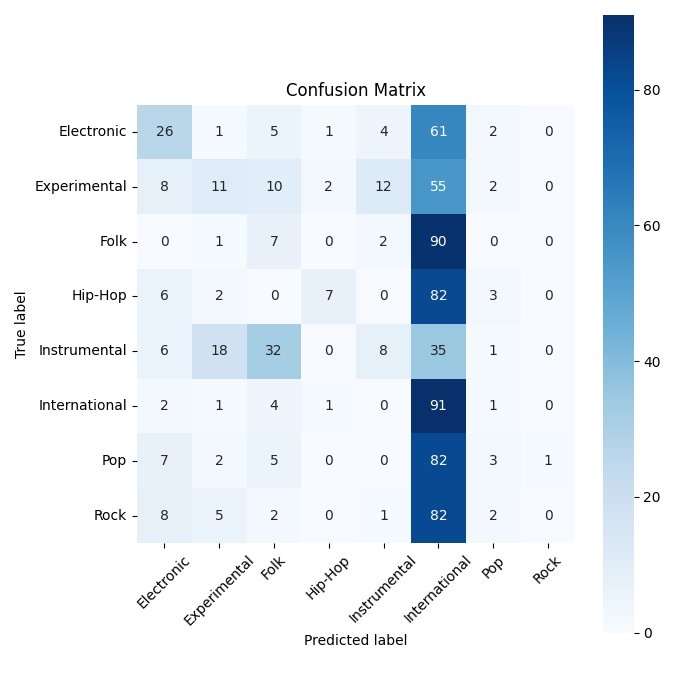 Confusion Matrix
True label
Electronic 26 1 5 1 4 61 2 0
Experimental 8 11 10 2 12 55 2 0
Folk 0 1 7 0 2 90 0 0
Hip-Hop 6 2 0 7 0 82 3 0
Instrumental 6 18 32 0 8 35 1 0
International 2 1 4 1 0 91 1 0
Pop 7 2 5 0 0 82 3 1
Rock 8 5 2 0 1 82 2 0
Electronic Experimental Folk Hip-Hop Instrumental International Pop Rock
Predicted label
80
60
40
20
0